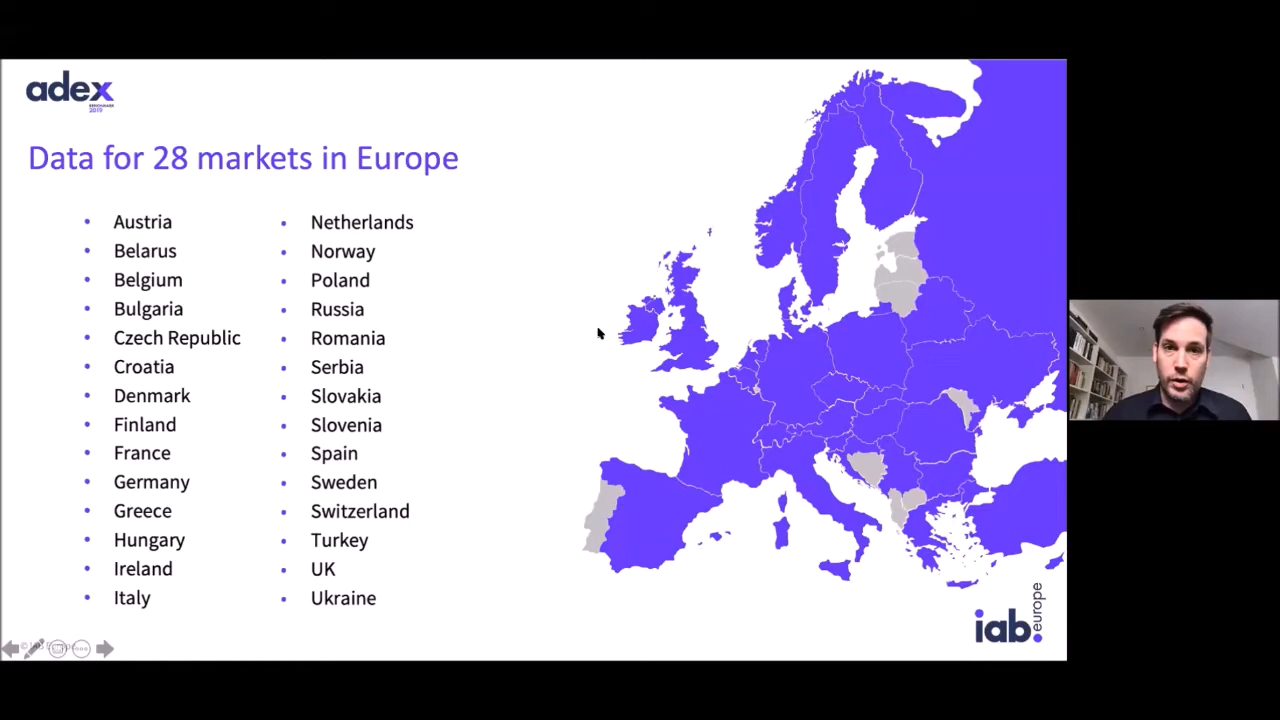 adex
BENCHMARK
2019
Data for 28 markets in Europe
• Austria
• Belarus
• Belgium
• Bulgaria
• Czech Republic
• Croatia
• Denmark
• Finland
• France
• Germany
• Greece
• Hungary
• Ireland
• Italy
• Netherlands
• Norway
• Poland
• Russia
• Romania
• Serbia
• Slovakia
• Slovenia
• Spain
• Sweden
• Switzerland
• Turkey
• UK
• Ukraine
iab.
europe